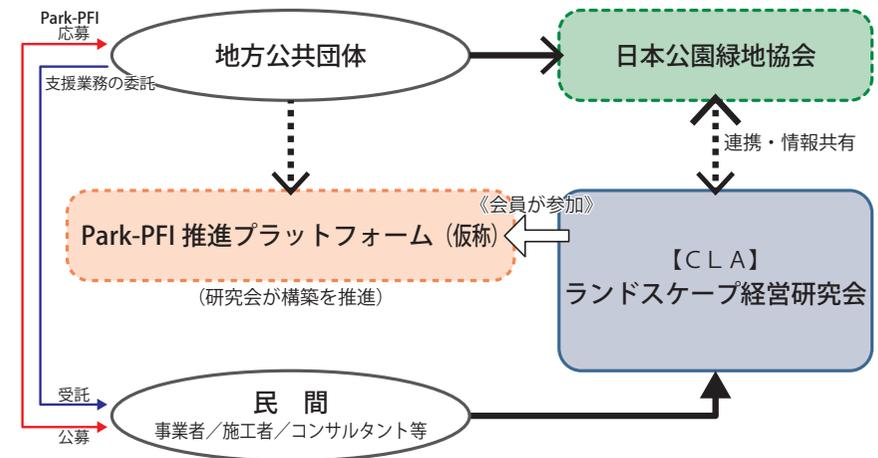 Park-PFI
応募
地方公共団体
日本公園緑地協会
支援業務の委託
連携・情報共有
《会員が参加》
Park-PFI 推進プラットフォーム（仮称）
【ＣＬＡ】
ランドスケープ経営研究会
（研究会が構築を推進）
受託
公募
民　間
事業者／施工者／コンサルタント等